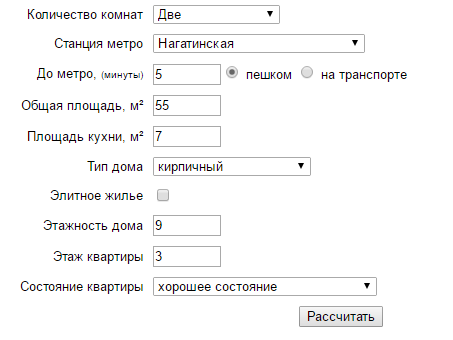 Количество комнат Две
Станция метро Нагатинская
До метро, (минуты) 5 пешком на транспорте
Общая площадь, м² 55
Площадь кухни, м² 7
Тип дома кирпичный
Элитное жилье
Этажность дома 9
Этаж квартиры 3
Состояние квартиры хорошее состояние
Рассчитать